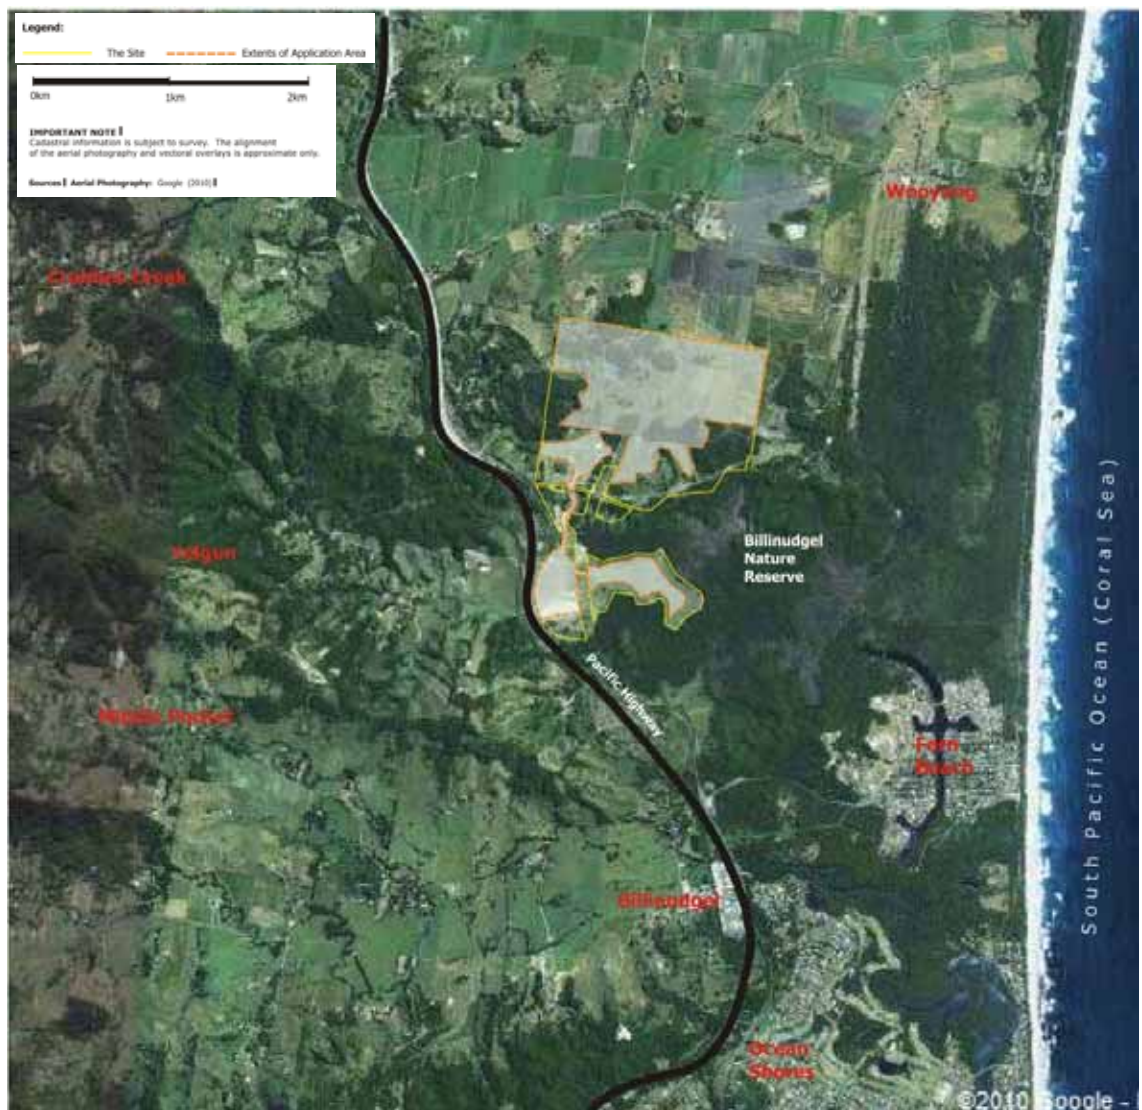 Legend:
The Site Extents of Application Area
0km 1km 2km
IMPORTANT NOTE
Cadastral information is subject to survey. The alignment
of the aerial photography and vectoral overlays is approximate only.
Sources Aerial Photography: Google (2010)
Wooyung
Crabbes Creek
Yelgun
Billinudgel
Nature
Reserve
South Pacific Ocean (Coral Sea)
Pacific Highway
Middle Pocket
Fern
Beach
Billinudgel
Ocean
Shores
©2010 Google -